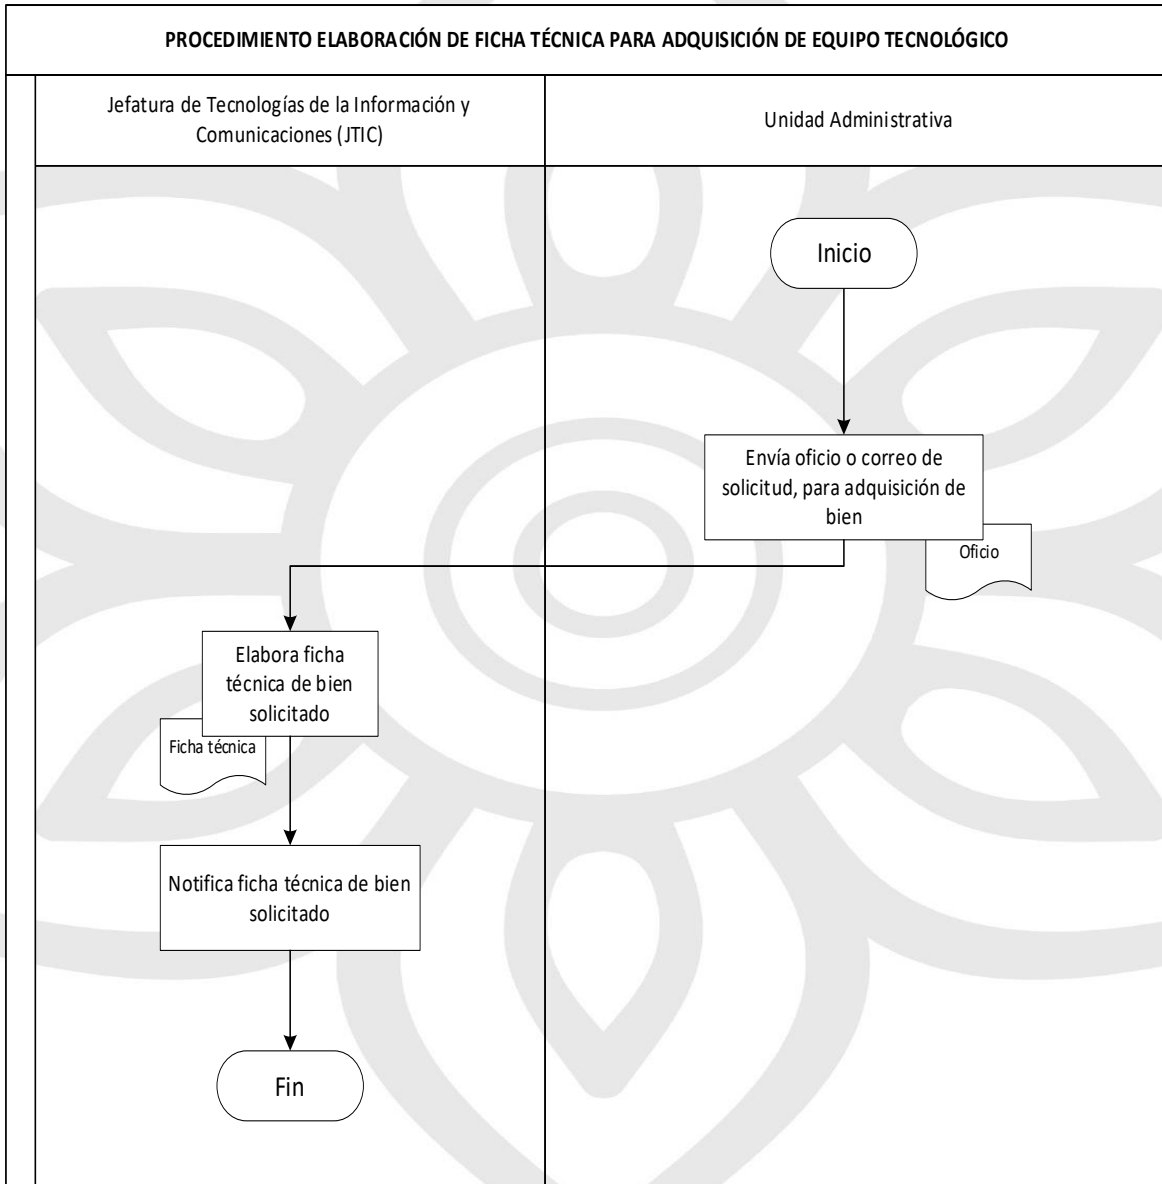 PROCEDIMIENTO ELABORACIÓN DE FICHA TÉCNICA PARA ADQUISICIÓN DE EQUIPO TECNOLÓGICO
Jefatura de Tecnologías de la Información y
Comunicaciones (JTIC)
Unidad Administrativa
Inicio
Envía oficio o correo de
solicitud, para adquisición de
bien
Oficio
Elabora ficha
técnica de bien
solicitado
Ficha técnica
Notifica ficha técnica de bien
solicitado
Fin